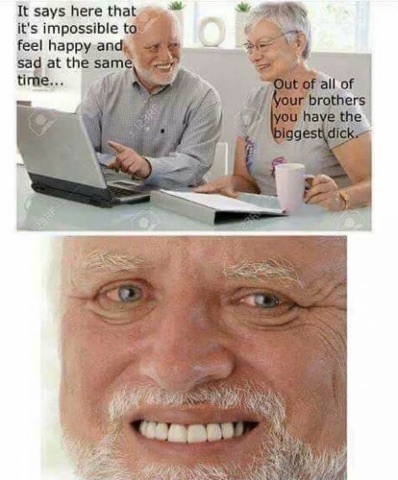 It says here that
it's impossible to
feel happy and
sad at the same
time...
Out of all of
your brothers
you have the
biggest dick.